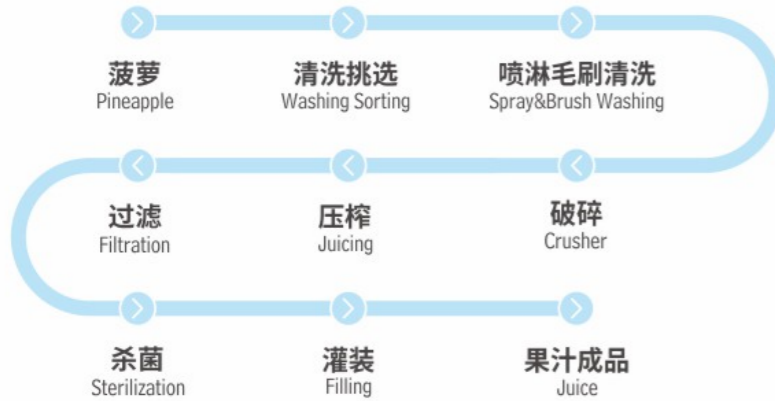 菠萝
Pineapple
清洗挑选
Washing Sorting
喷淋毛刷清洗
Spray&Brush Washing
破碎
Crusher
压榨
Juicing
过滤
Filtration
杀菌
Sterilization
灌装
Filling
果汁成品
Juice